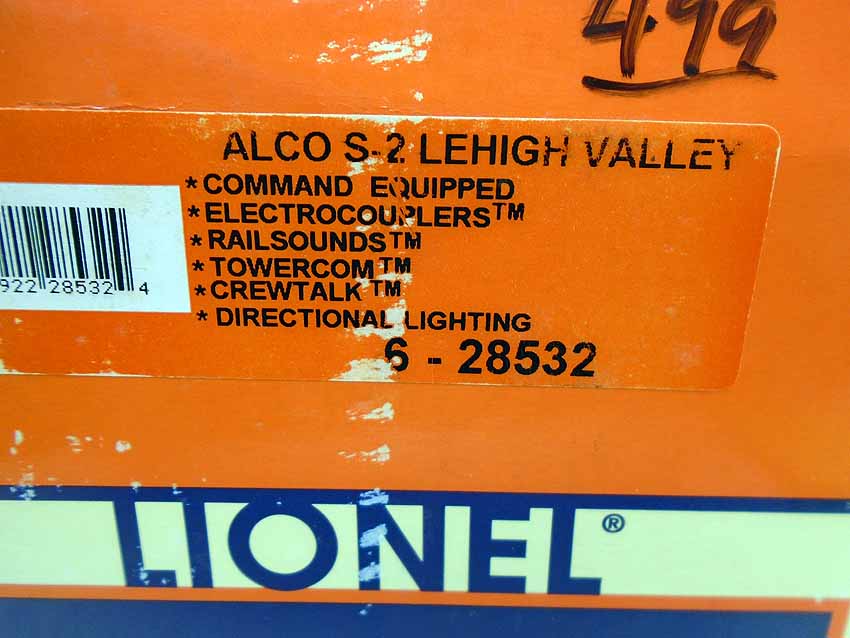 499
ALCO S-2 LEHIGH VALLEY
*COMMAND EQUIPPED
*ELECTROCOUPLERS™
*RAILSOUNDS™
*TOWERCOM™
*CREWTALK™
* DIRECTIONAL LIGHTING
922 28532 4
6 - 28532
LIONEL®